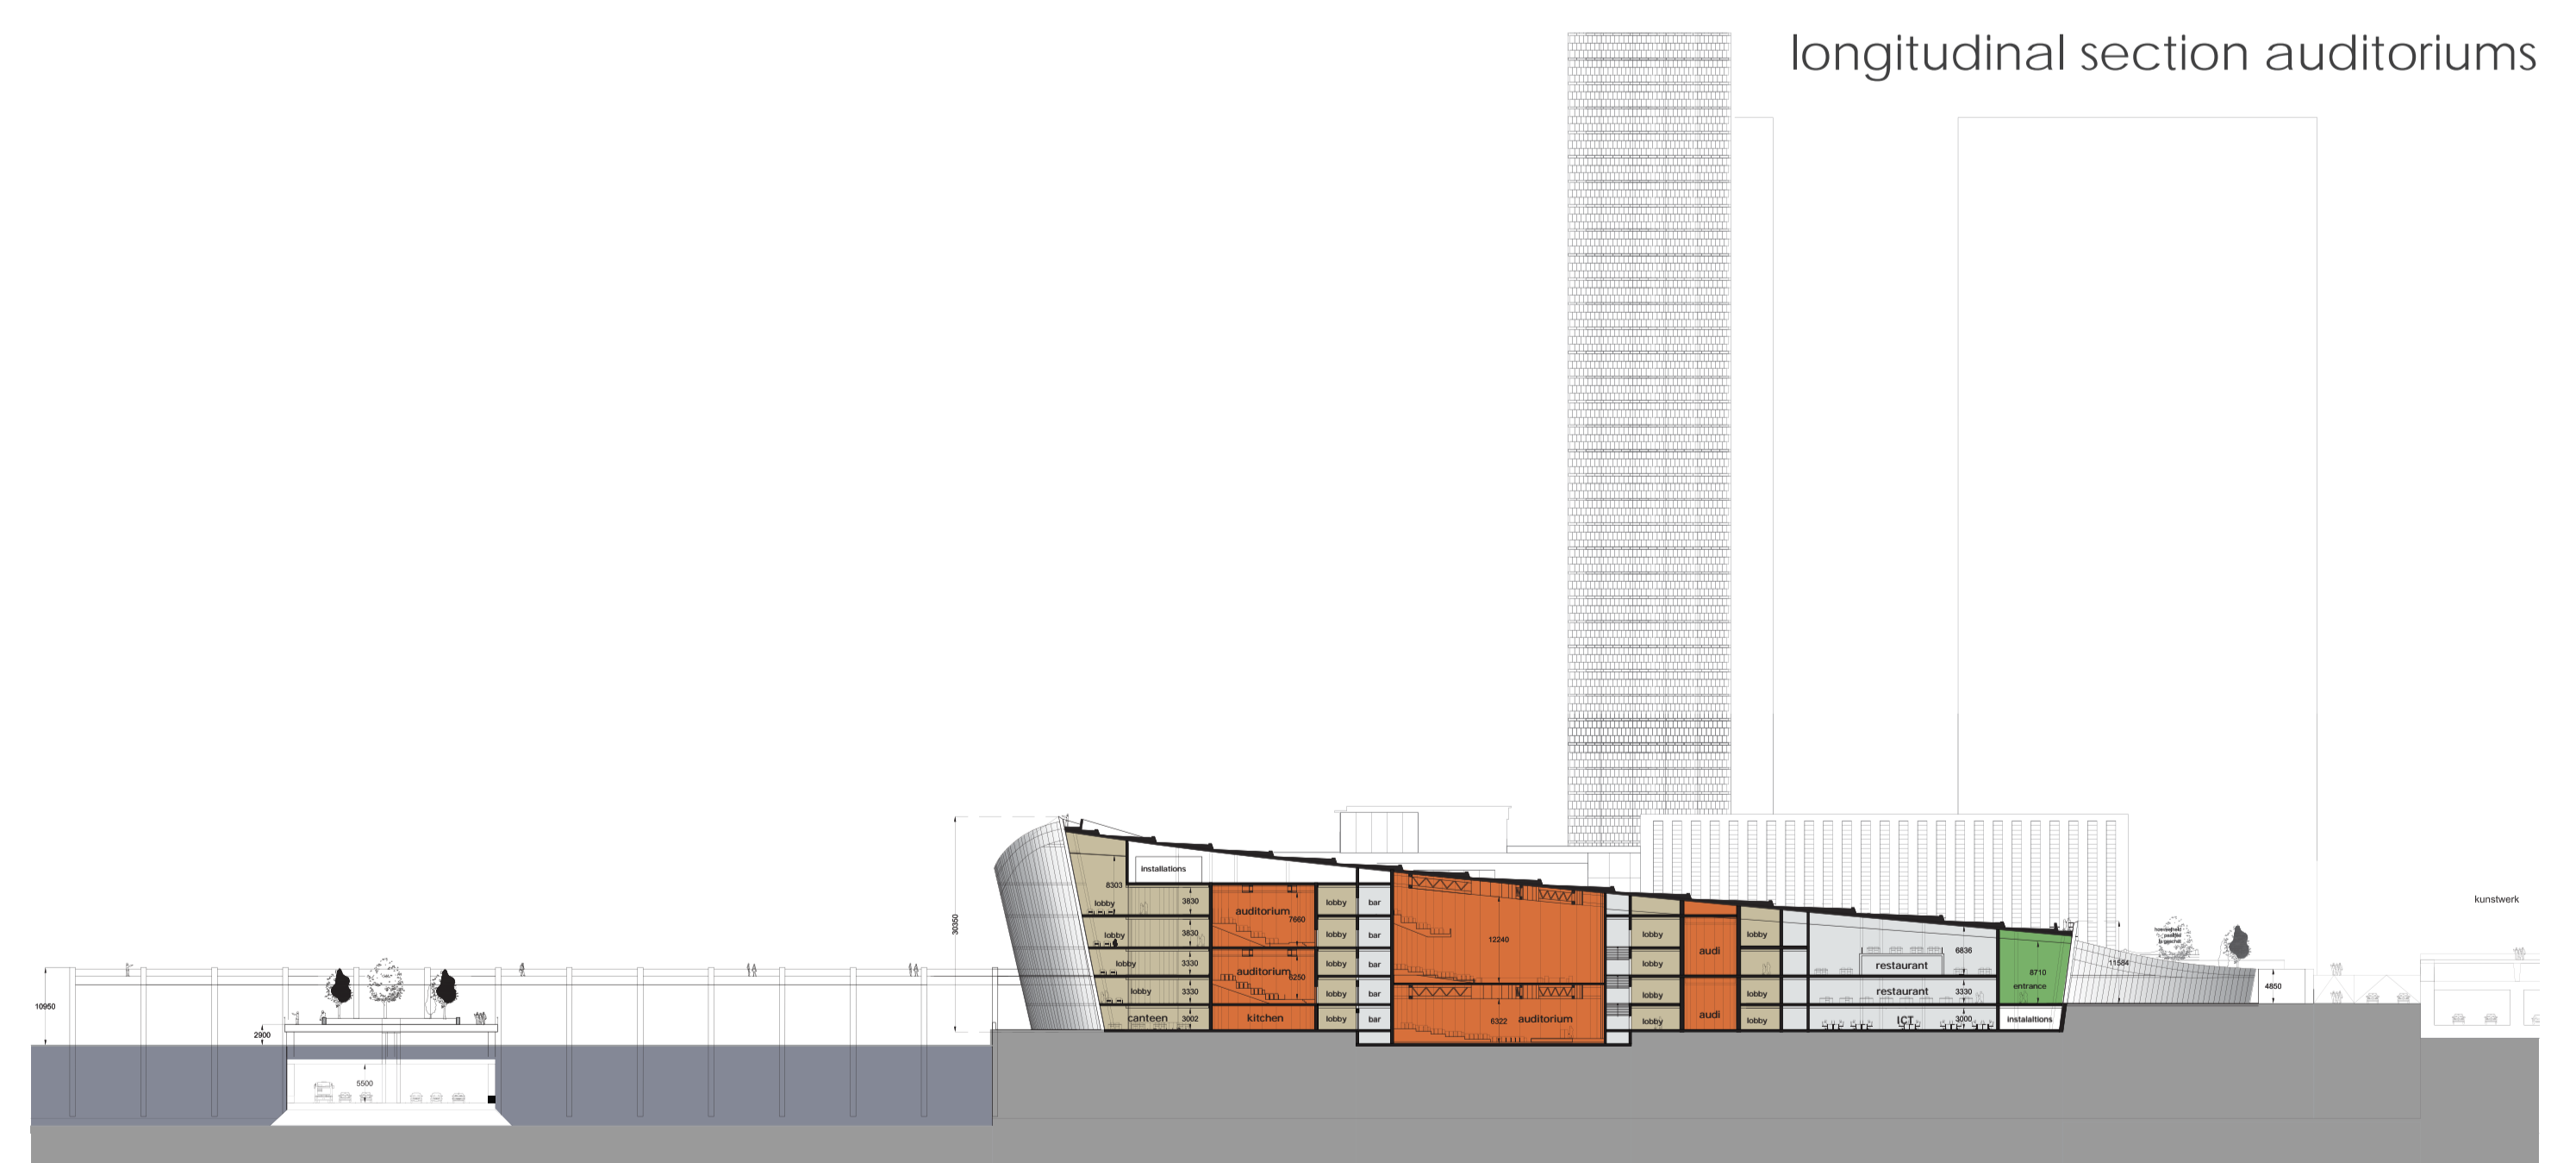 longitudinal section auditoriums
kunstwerk
installations
30350
8303
lobby
3830
auditorium
7660
lobby
bar
lobby
3830
lobby
bar
12240
lobby
audi
lobby
6836
restaurant
11584
lobby
3330
auditorium
6250
lobby
bar
lobby
8710
entrance
4850
lobby
3330
lobby
bar
lobby
lobby
restaurant
3330
canteen
3002
kitchen
lobby
bar
6322
auditorium
lobby
audi
lobby
ICT
3000
instalaltions
10950
2900
5500